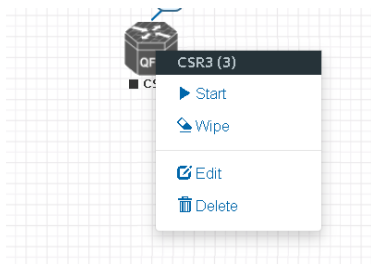 QF
CSR3 (3)
CS
Start
Wipe
Edit
Delete